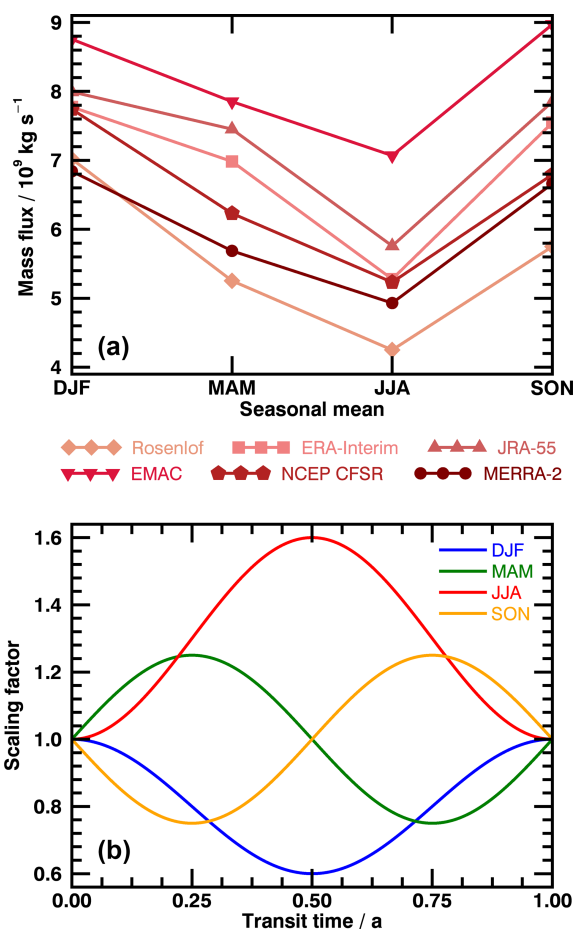 9
8
7
6
5
4
Mass flux / 10⁹ kg s⁻¹
(a)
DJF MAM JJA SON
Seasonal mean
Rosenlof ERA-Interim JRA-55
EMAC NCEP CFSR MERRA-2
1.6
1.4
1.2
1.0
0.8
0.6
Scaling factor
DJF
MAM
JJA
SON
(b)
0.00 0.25 0.50 0.75 1.00
Transit time / a